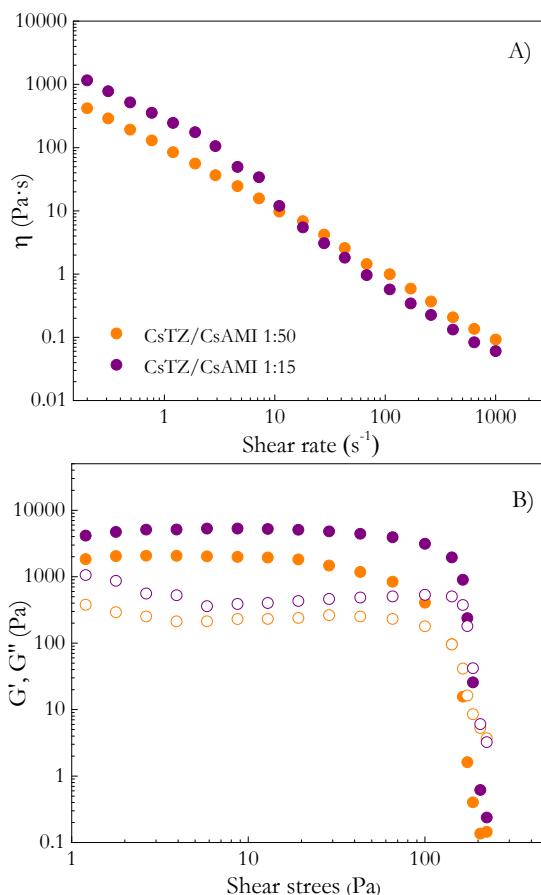 10000
A)
1000
100
10
1
0.1
0.01
η (Pa·s)
CsTZ/CsAMI 1:50
CsTZ/CsAMI 1:15
1 10 100 1000
Shear rate (s⁻¹)
B)
10000
1000
100
10
1
0.1
G', G'' (Pa)
1 10 100
Shear strees (Pa)